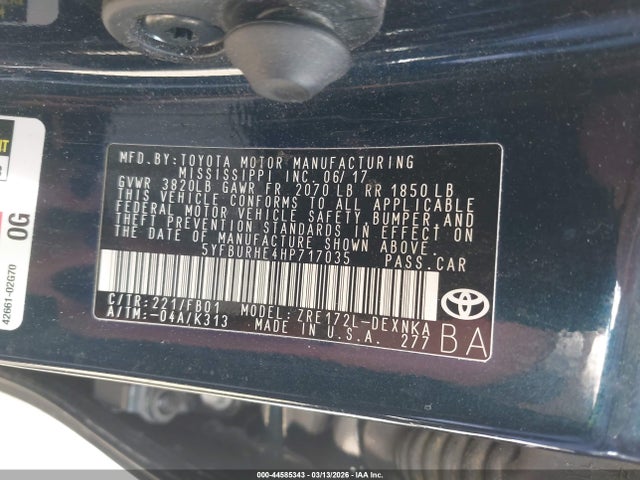 MFD. BY: TOYOTA MOTOR MANUFACTURING
MISSISSIPPI INC. 06/17
GVWR 3820LB GAWR FR 2070 LB RR 1850 LB
THIS VEHICLE CONFORMS TO ALL APPLICABLE
FEDERAL MOTOR VEHICLE SAFETY, BUMPER AND
THEFT PREVENTION STANDARDS IN EFFECT ON
THE DATE OF MANUFACTURE SHOWN ABOVE.
5YFBURHE4HP717035 PASS.CAR
C/TR: 221/FB01 MODEL: ZRE172L-DEXNKA
A/TM: -04A/K313 MADE IN U.S.A. 277
TOYOTA
BA
0G
42661-02G70
000-44585343 | 03/13/2026 - IAA Inc.